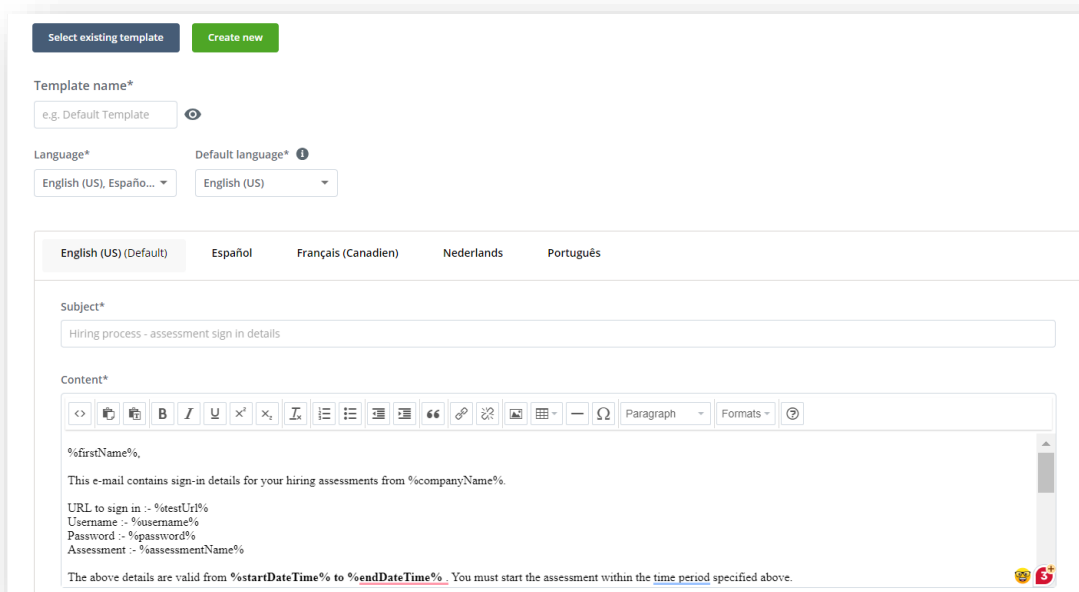 Select existing template Create new
Template name*
e.g. Default Template
Language* Default language*
English (US), Españo... English (US)
English (US) (Default) Español Français (Canadien) Nederlands Português
Subject*
Hiring process - assessment sign in details
Content*
Paragraph Formats
%firstName%,
This e-mail contains sign-in details for your hiring assessments from %companyName%.
URL to sign in :- %testUrl%
Username :- %username%
Password :- %password%
Assessment :- %assessmentName%
The above details are valid from %startDateTime% to %endDateTime% . You must start the assessment within the time period specified above.
3+